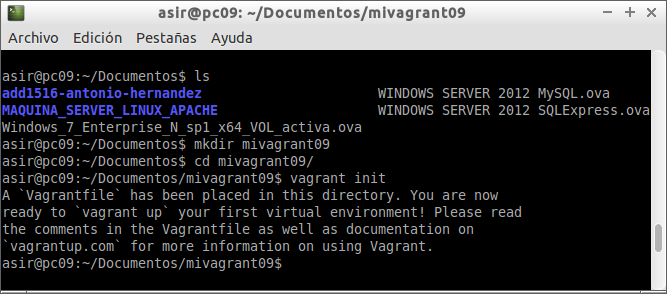 asir@pc09: ~/Documentos/mivagrant09
Archivo Edición Pestañas Ayuda
asir@pc09:~/Documentos$ ls
add1516-antonio-hernandez WINDOWS SERVER 2012 MySQL.ova
MAQUINA_SERVER_LINUX_APACHE WINDOWS SERVER 2012 SQLExpress.ova
Windows_7_Enterprise_N_sp1_x64_VOL_activa.ova
asir@pc09:~/Documentos$ mkdir mivagrant09
asir@pc09:~/Documentos$ cd mivagrant09/
asir@pc09:~/Documentos/mivagrant09$ vagrant init
A `Vagrantfile` has been placed in this directory. You are now
ready to `vagrant up` your first virtual environment! Please read
the comments in the Vagrantfile as well as documentation on
`vagrantup.com` for more information on using Vagrant.
asir@pc09:~/Documentos/mivagrant09$